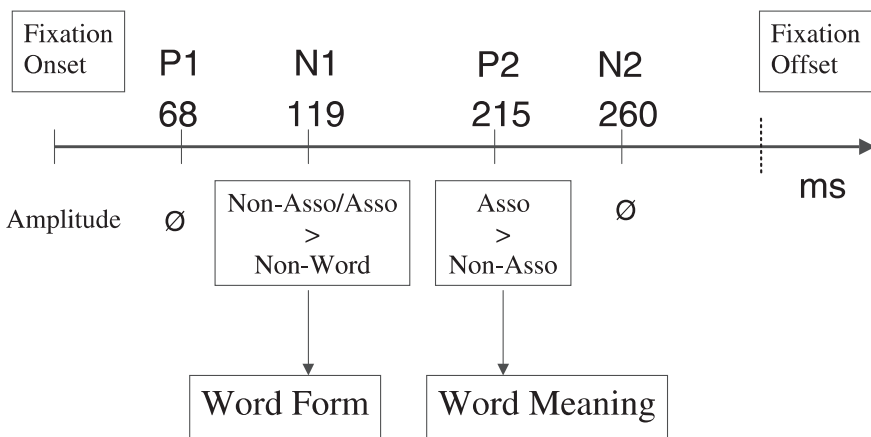 Fixation
Onset
P1 N1 P2 N2
Fixation
Offset
68 119 215 260
ms
Amplitude
Ø
Non-Asso/Asso
>
Non-Word
Asso
>
Non-Asso
Ø
Word Form
Word Meaning